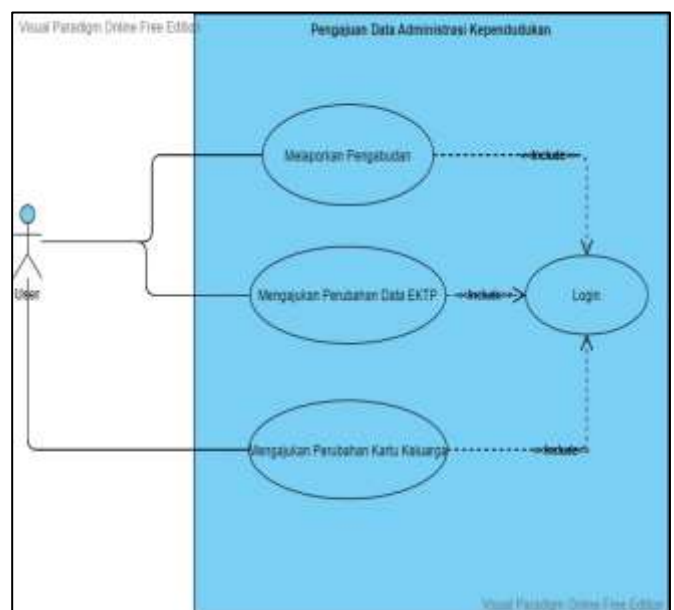 Visual Paradigm Online Free Edition
Pengajuan Data Administrasi Kependudukan
Melaporkan Pengabudan
<<Include>>
User
Mengajukan Perubahan Data EKTP
<<Include>>
Login
Mengajukan Perubahan Kartu Keluarga
<<Include>>
Visual Paradigm Online Free Edition